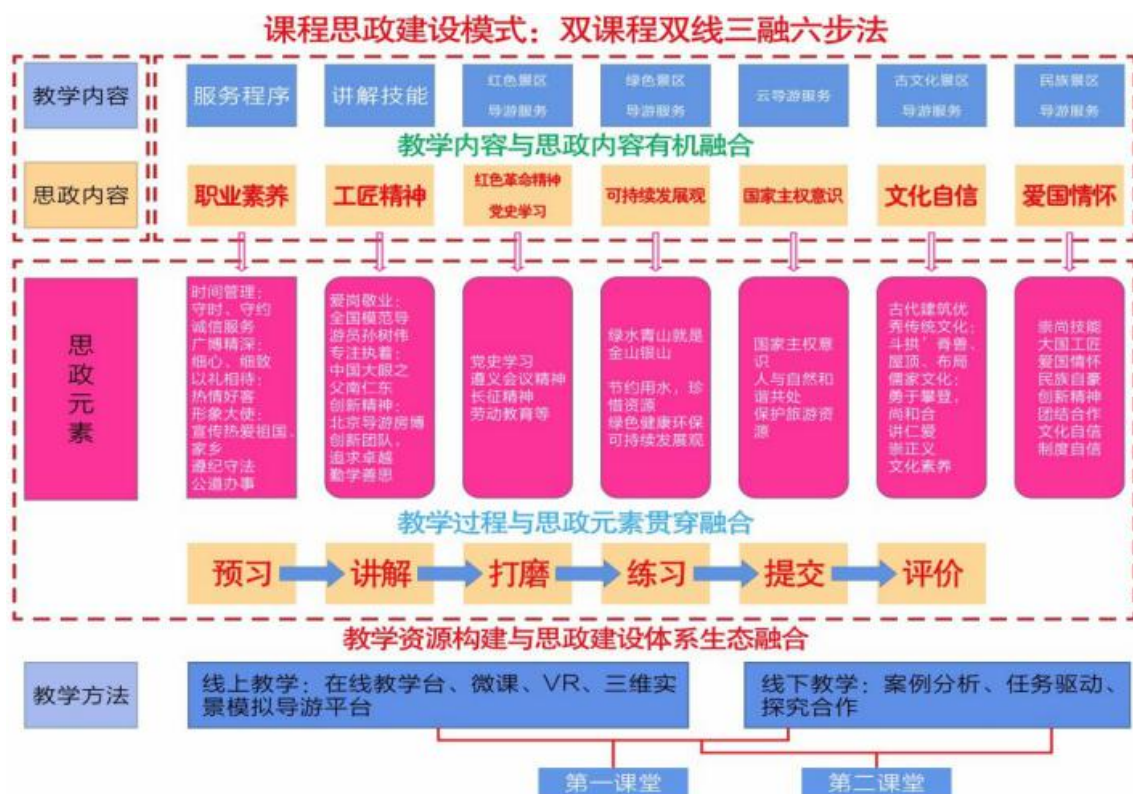 课程思政建设模式：双课程双线三融六步法
教学内容
服务程序
讲解技能
红色景区
导游服务
绿色景区
导游服务
云导游服务
古文化景区
导游服务
民族景区
导游服务
教学内容与思政内容有机融合
思政内容
职业素养
工匠精神
红色革命精神
党史学习
可持续发展观
国家主权意识
文化自信
爱国情怀
思政元素
时间管理：
守时、守约
诚信服务
广博精深：
细心、细致
以礼相待：
热情好客
形象大使：
宣传热爱祖国、
家乡
遵纪守法
公道办事
爱岗敬业：
全国模范导
游员孙树伟
专注执着：
中国大眼之
父南仁东
创新精神：
北京导游房博
创新团队，
追求卓越
勤学善思
党史学习
遵义会议精神
长征精神
劳动教育等
绿水青山就是
金山银山
节约用水，珍
惜资源
绿色健康环保
可持续发展观
国家主权意
识
人与自然和
谐共处
保护旅游资
源
古代建筑优
秀传统文化：
斗拱’脊兽、
屋顶、布局
儒家文化：
勇于攀登，
尚和合
讲仁爱
崇正义
文化素养
崇尚技能
大国工匠
爱国情怀
民族自豪
创新精神
团结合作
文化自信
制度自信
教学过程与思政元素贯穿融合
预习
讲解
打磨
练习
提交
评价
教学资源构建与思政建设体系生态融合
教学方法
线上教学：在线教学台、微课、VR、三维实
景模拟导游平台
线下教学：案例分析、任务驱动、
探究合作
第一课堂
第二课堂